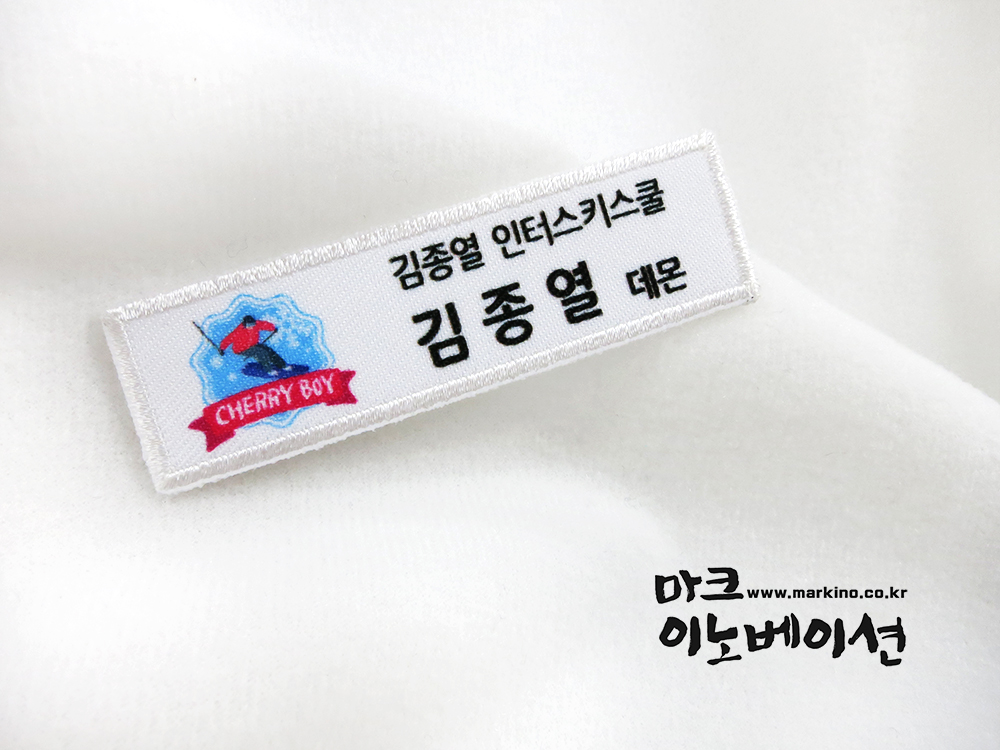 김종열 인터스키스쿨
김종열 데몬
CHERRY BOY
마크 www.markino.co.kr
이노베이션